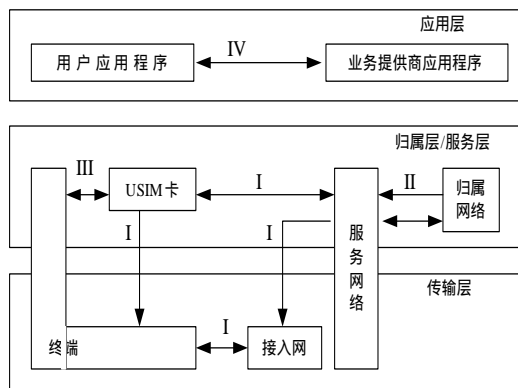 应用层
用户应用程序
IV
业务提供商应用程序
归属层/服务层
III
USIM卡
I
II
归属
网络
I
I
服
务
网
络
传输层
终端
I
接入网